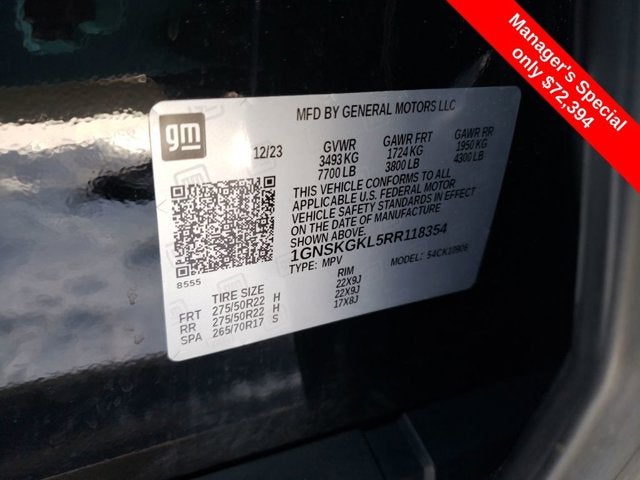 Manager's Special
only $72,394
gm
MFD BY GENERAL MOTORS LLC
12/23
GVWR
3493 KG
7700 LB
GAWR FRT
1724 KG
3800 LB
GAWR RR
1950 KG
4300 LB
THIS VEHICLE CONFORMS TO ALL
APPLICABLE U.S. FEDERAL MOTOR
VEHICLE SAFETY STANDARDS IN EFFECT
ON THE DATE OF MANUFACTURE
SHOWN ABOVE.
1GNSKGKL5RR118354
TYPE: MPV MODEL: 54CK10906
8555
TIRE SIZE RIM
FRT 275/50R22 H 22X9J
RR 275/50R22 H 22X9J
SPA 265/70R17 S 17X8J